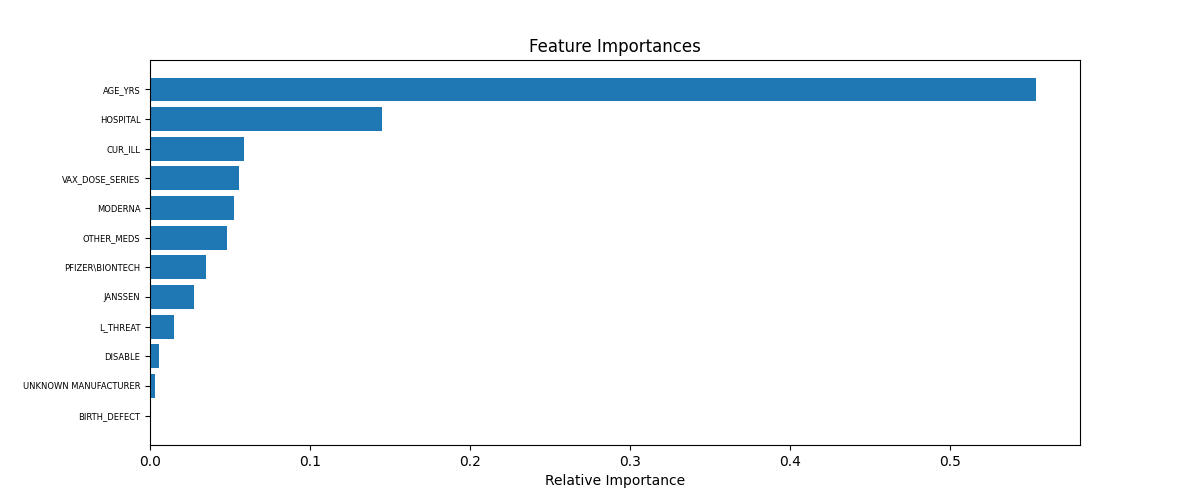 Feature Importances
AGE_YRS
HOSPITAL
CUR_ILL
VAX_DOSE_SERIES
MODERNA
OTHER_MEDS
PFIZER\BIONTECH
JANSSEN
L_THREAT
DISABLE
UNKNOWN MANUFACTURER
BIRTH_DEFECT
0.0 0.1 0.2 0.3 0.4 0.5
Relative Importance